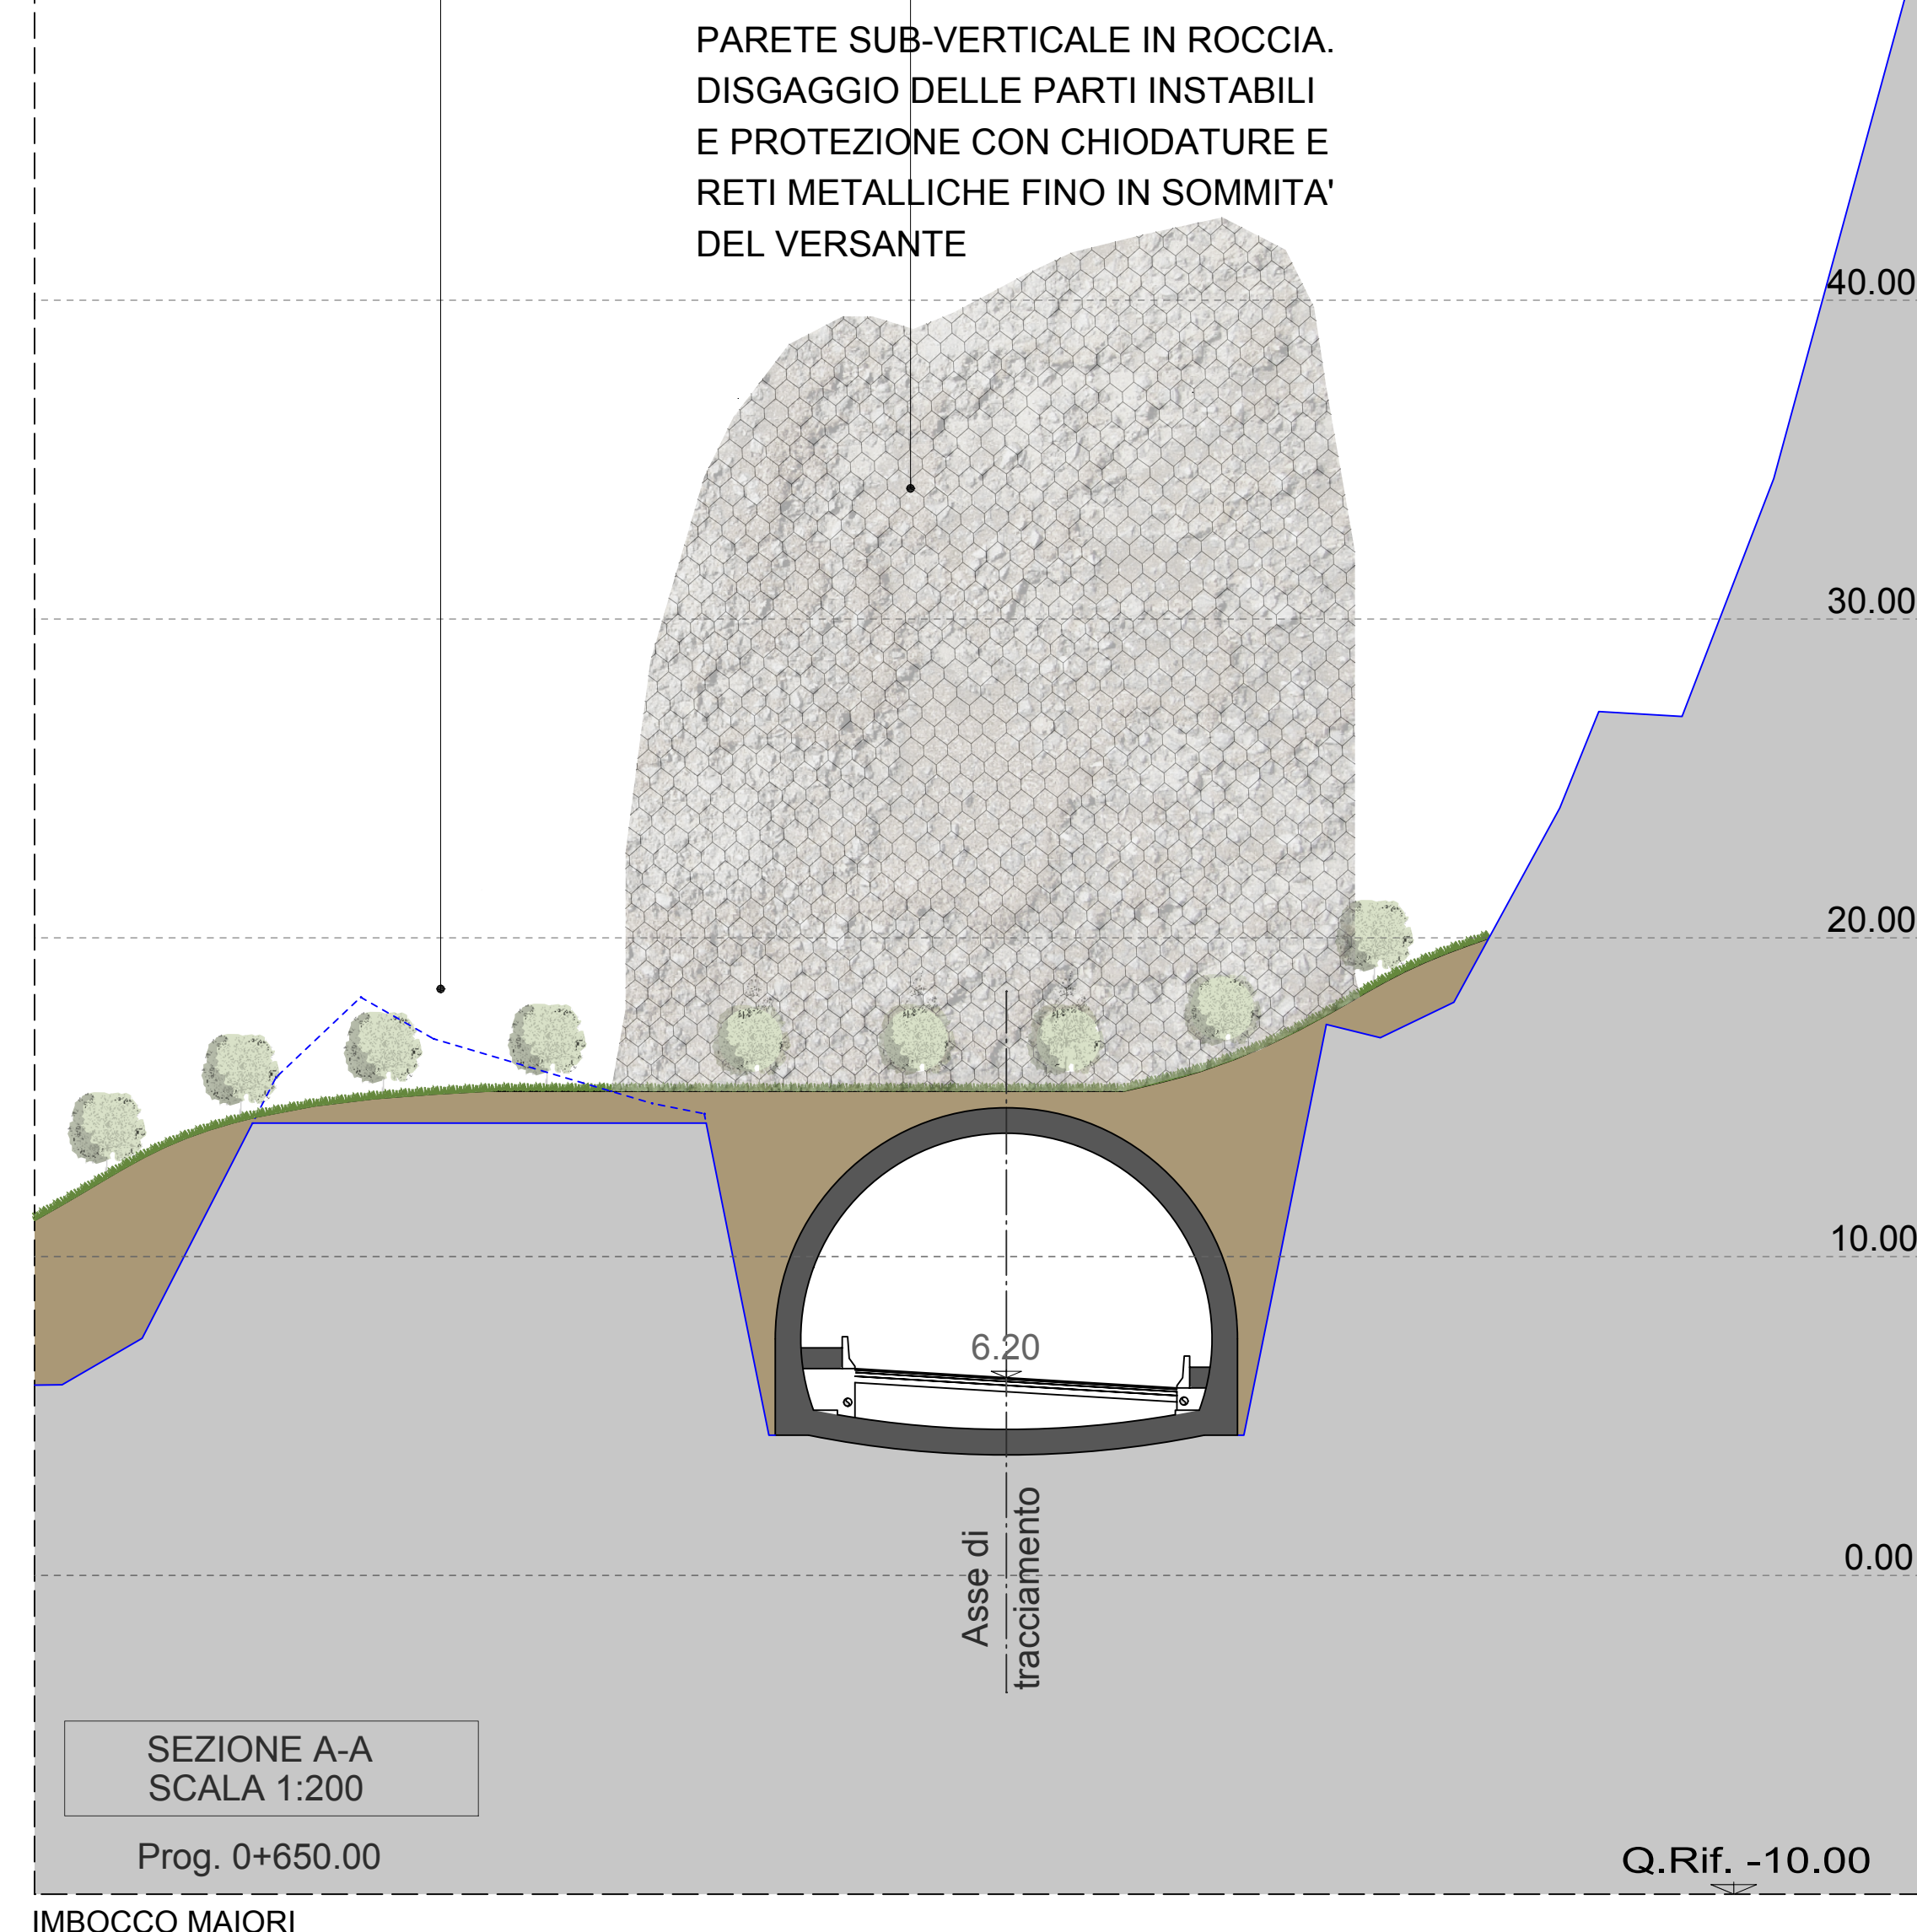 PARETE SUB-VERTICALE IN ROCCIA.
DISGAGGIO DELLE PARTI INSTABILI
E PROTEZIONE CON CHIODATURE E
RETI METALLICHE FINO IN SOMMITA'
DEL VERSANTE
40.00
30.00
20.00
10.00
6.20
0.00
Asse di
tracciamento
SEZIONE A-A
SCALA 1:200
Prog. 0+650.00
Q.Rif. -10.00
IMBOCCO MAIORI